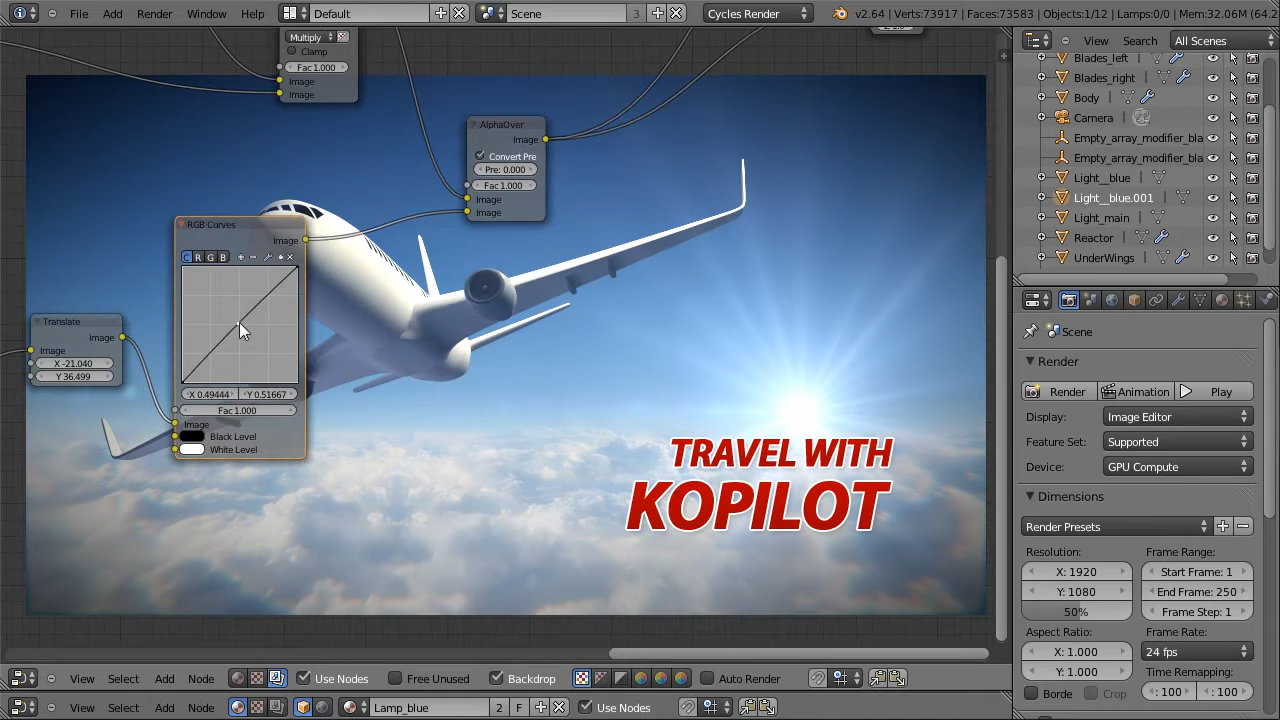 File Add Render Window Help Default Scene 3 Cycles Render v2.64 | Verts:73917 | Faces:73583 | Objects:1/12 | Lamps:0/0 | Mem:32.06M (64.2
View Search All Scenes
Multiply
Clamp
Fac 1.000
Image
Image
AlphaOver
Image
Convert Pre
Pre: 0.000
Fac 1.000
Image
Image
RGB Curves
Image
C R G B
X 0.49444 Y 0.51667
Fac 1.000
Image
Black Level
White Level
Translate
Image
Image
X -21.040
Y 36.499
TRAVEL WITH
KOPILOT
Blades_left
Blades_right
Body
Camera
Empty_array_modifier_bla
Empty_array_modifier_bla
Light__blue
Light__blue.001
Light_main
Reactor
UnderWings
Scene
Render
Render Animation Play
Display: Image Editor
Feature Set: Supported
Device: GPU Compute
Dimensions
Render Presets
Resolution: Frame Range:
X: 1920 Start Frame: 1
Y: 1080 End Frame: 250
50% Frame Step: 1
Aspect Ratio: Frame Rate:
X: 1.000 24 fps
Y: 1.000 Time Remapping:
Borde Crop : 100 : 100
View Select Add Node Use Nodes Free Unused Backdrop Auto Render
View Select Add Node Lamp_blue 2 F Use Nodes